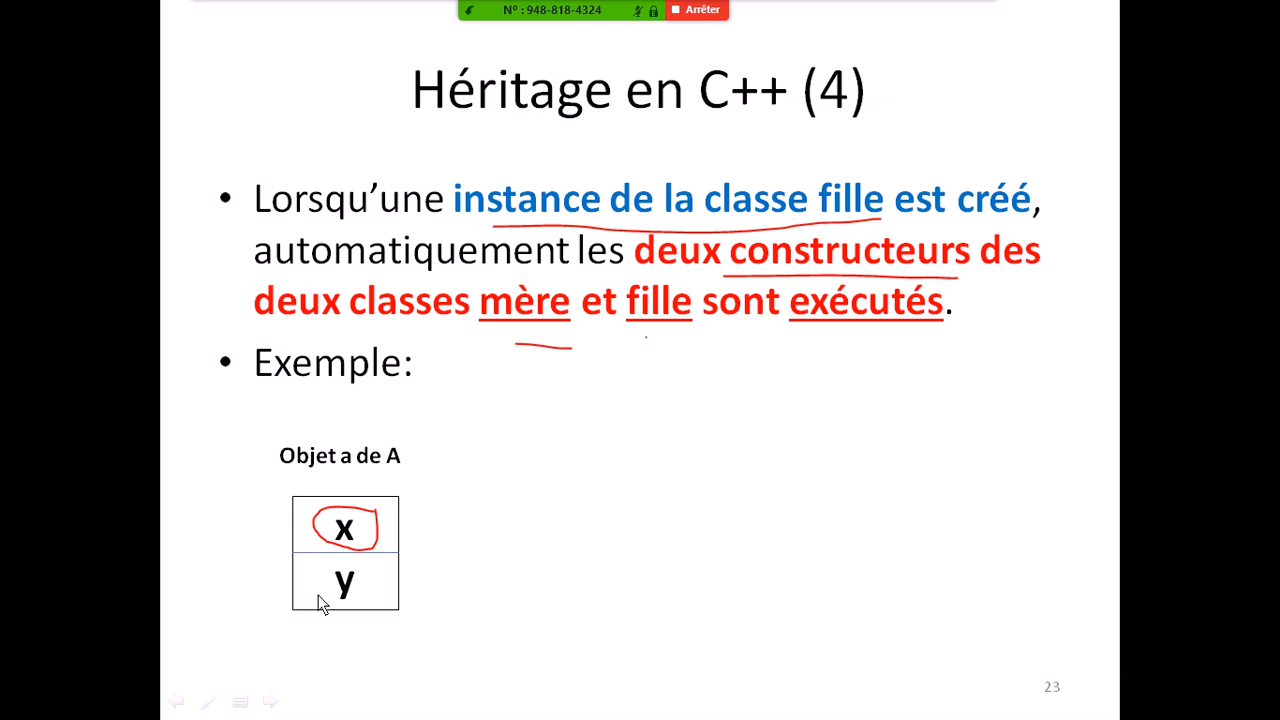 N° : 948-818-4324 Arrêter
Héritage en C++ (4)
• Lorsqu’une instance de la classe fille est créé,
automatiquement les deux constructeurs des
deux classes mère et fille sont exécutés.
• Exemple:
Objet a de A
x
y
23